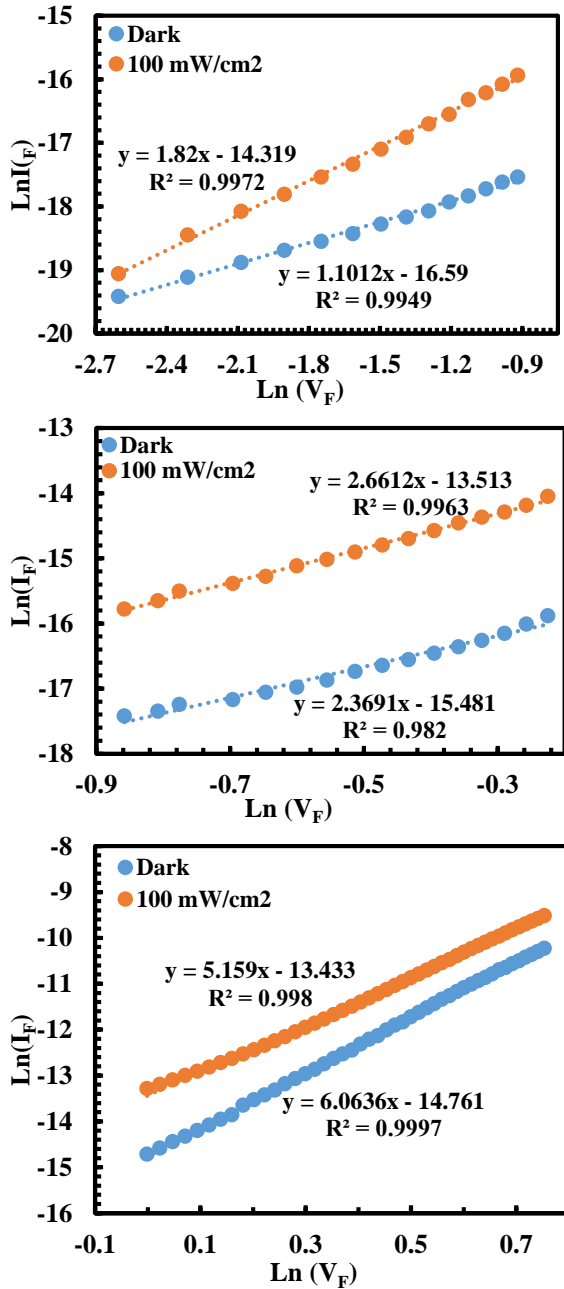 -15
Dark
100 mW/cm2
-16
-17
y = 1.82x - 14.319
R² = 0.9972
LnI(F)
-18
-19
y = 1.1012x - 16.59
R² = 0.9949
-20
-2.7 -2.4 -2.1 -1.8 -1.5 -1.2 -0.9
Ln (VF)
-13
Dark
100 mW/cm2
y = 2.6612x - 13.513
R² = 0.9963
-14
-15
Ln(IF)
-16
-17
y = 2.3691x - 15.481
R² = 0.982
-18
-0.9 -0.7 -0.5 -0.3
Ln (VF)
-8
Dark
-9
100 mW/cm2
-10
y = 5.159x - 13.433
R² = 0.998
-11
Ln(IF)
-12
-13
y = 6.0636x - 14.761
R² = 0.9997
-14
-15
-16
-0.1 0.1 0.3 0.5 0.7
Ln (VF)